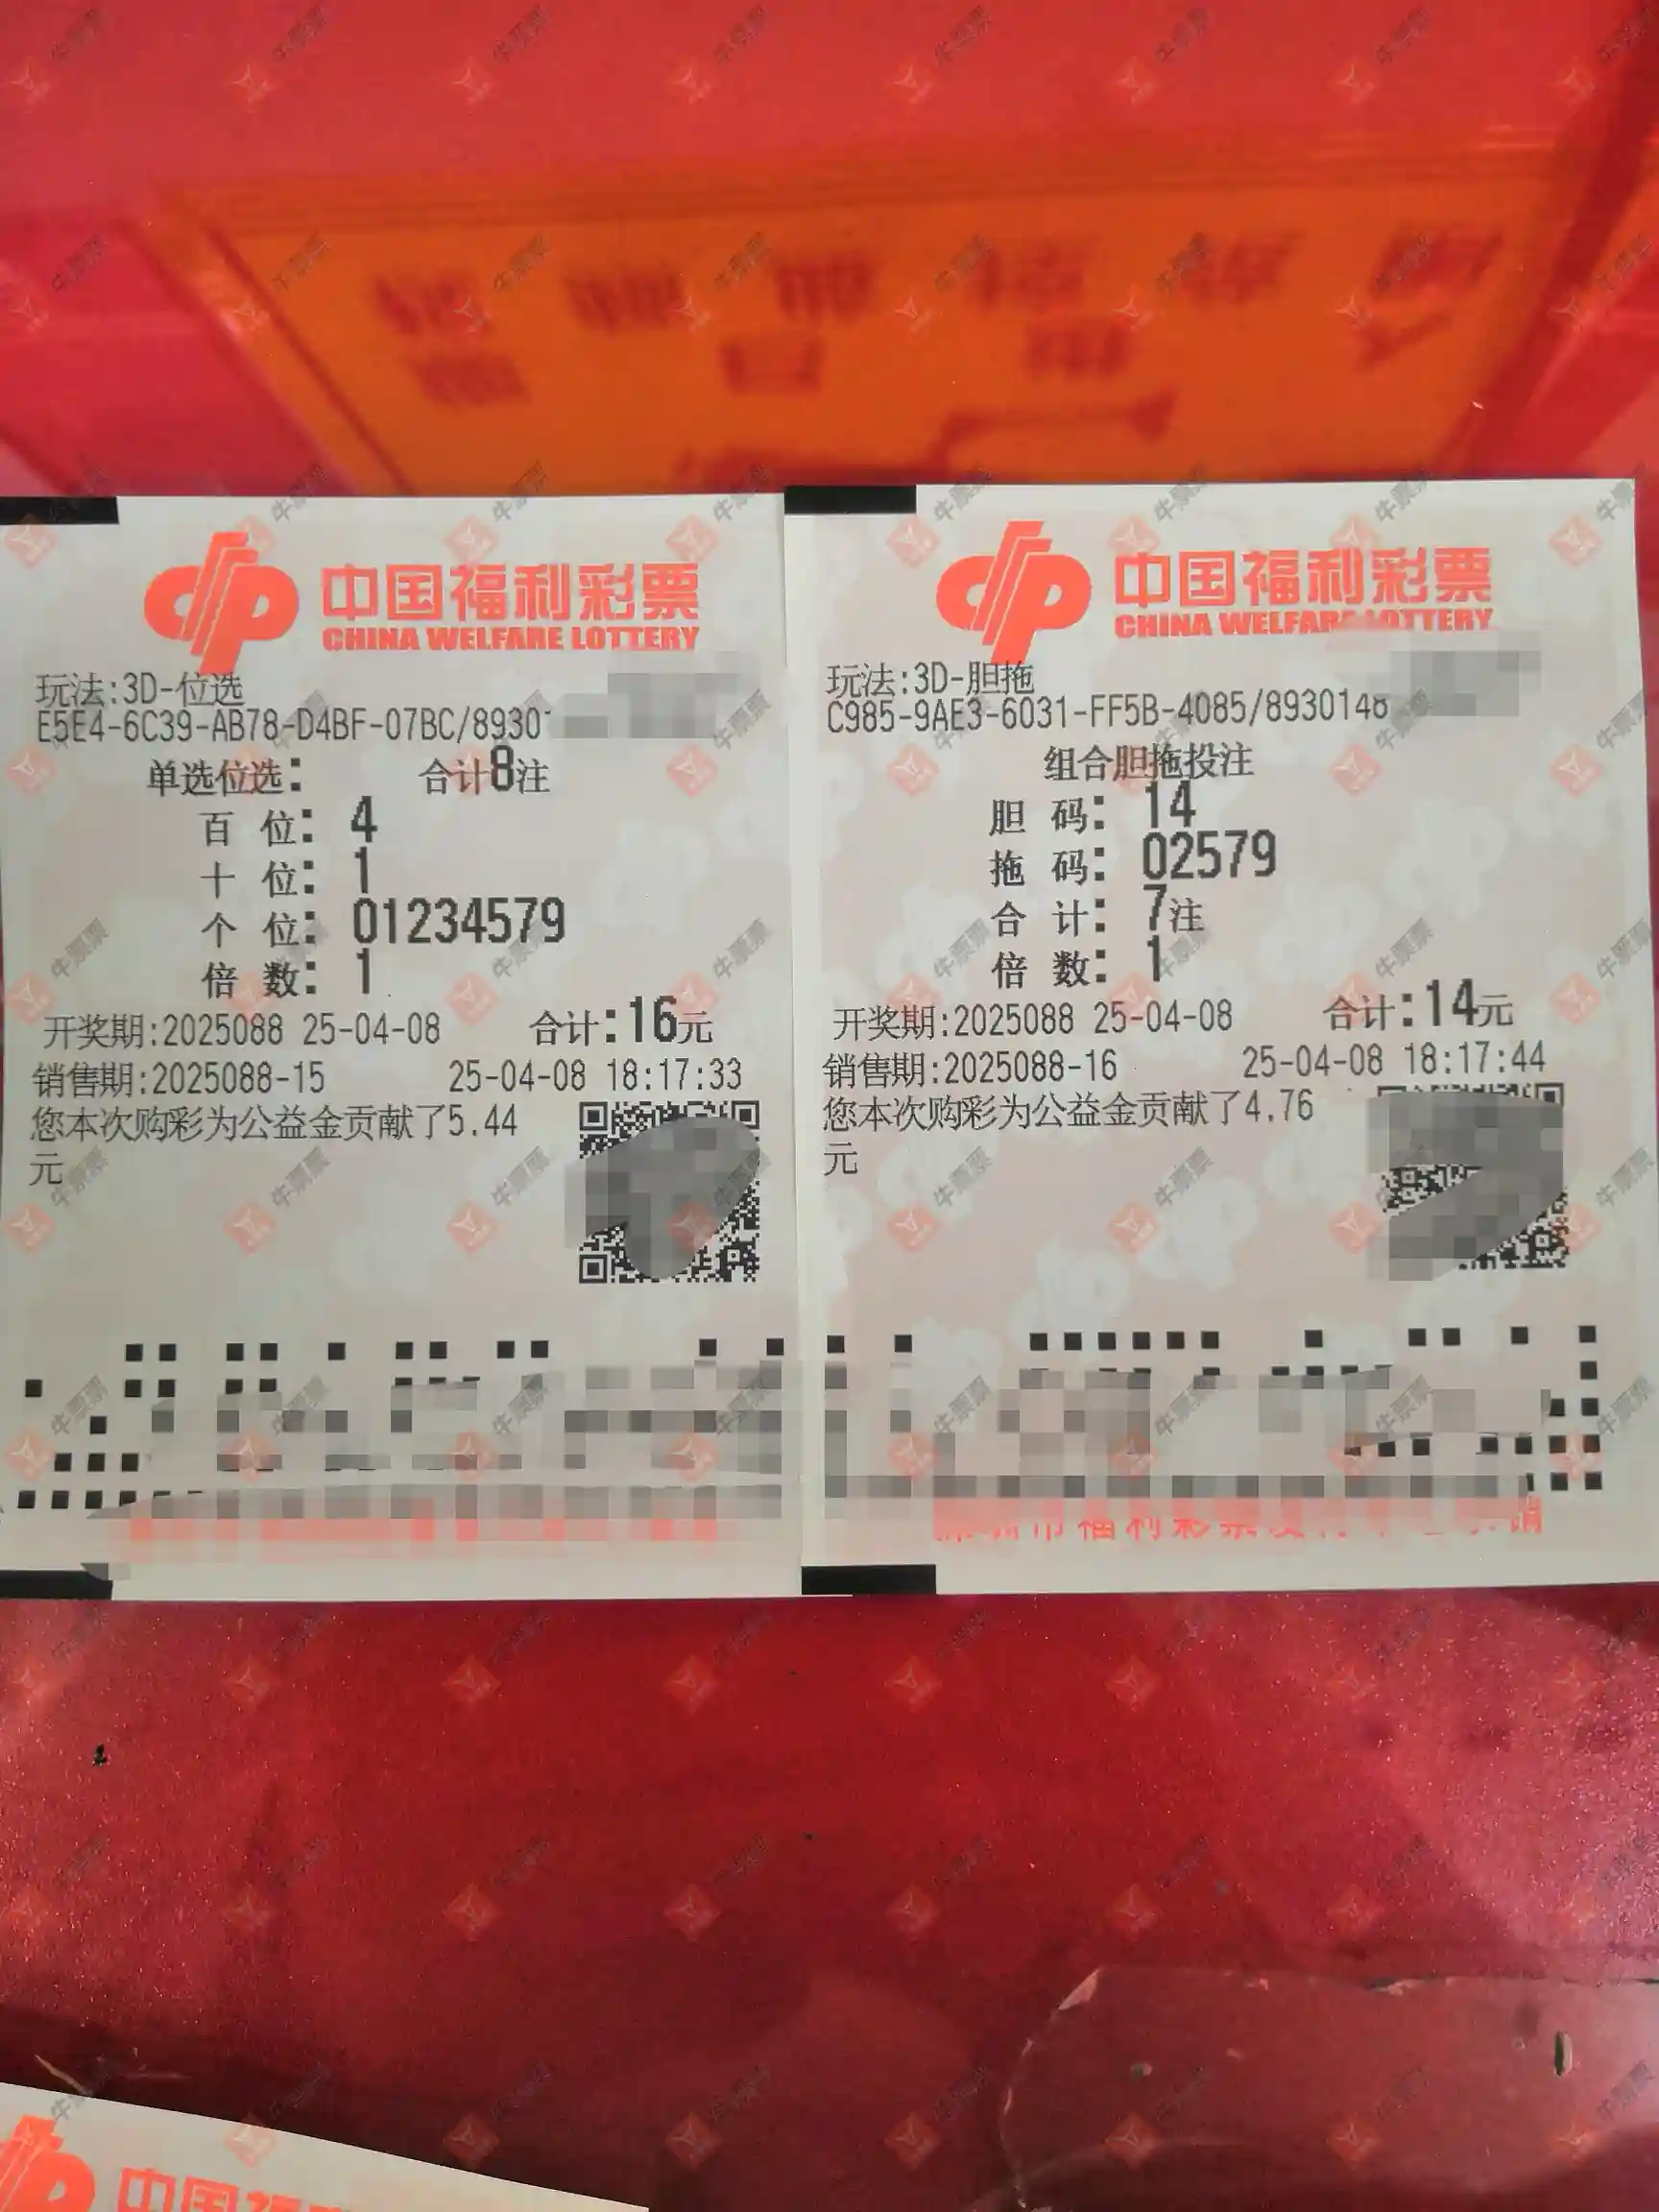 中国福利彩票
CHINA WELFARE LOTTERY
玩法:3D-位选
E5E4-6C39-AB78-D4BF-07BC/8930
单选位选: 合计8注
百 位: 4
十 位: 1
个 位: 01234579
倍 数: 1
开奖期:2025088 25-04-08 合计:16元
销售期:2025088-15 25-04-08 18:17:33
您本次购彩为公益金贡献了5.44
元
中国福利彩票
CHINA WELFARE LOTTERY
玩法:3D-胆拖
C985-9AE3-6031-FF5B-4085/8930148
组合胆拖投注
胆 码: 14
拖 码: 02579
合 计: 7注
倍 数: 1
开奖期:2025088 25-04-08 合计:14元
销售期:2025088-16 25-04-08 18:17:44
您本次购彩为公益金贡献了4.76
元
中国福
牛票票